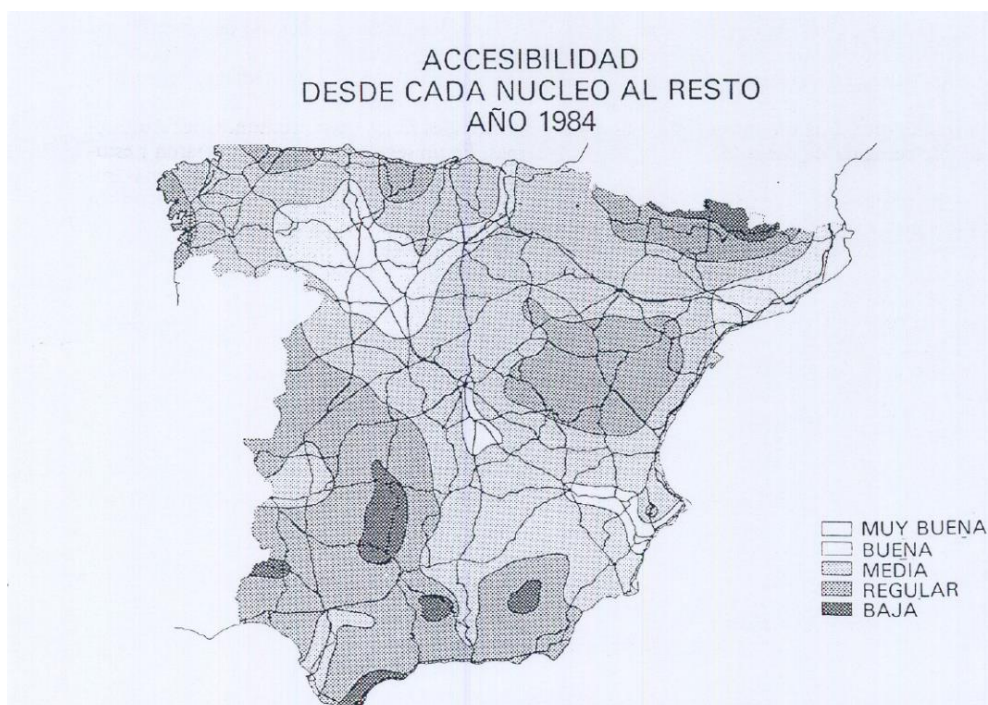 ACCESIBILIDAD
DESDE CADA NUCLEO AL RESTO
AÑO 1984
MUY BUENA
BUENA
MEDIA
REGULAR
BAJA